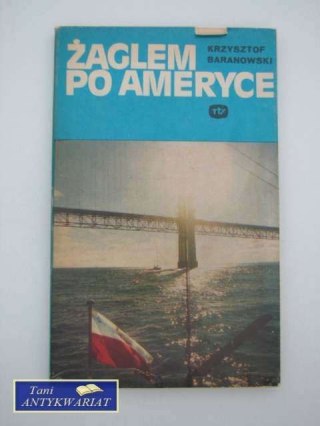 ŻAGLEM
PO AMERYCE
KRZYSZTOF
BARANOWSKI
Tani
ANTYKWARIAT